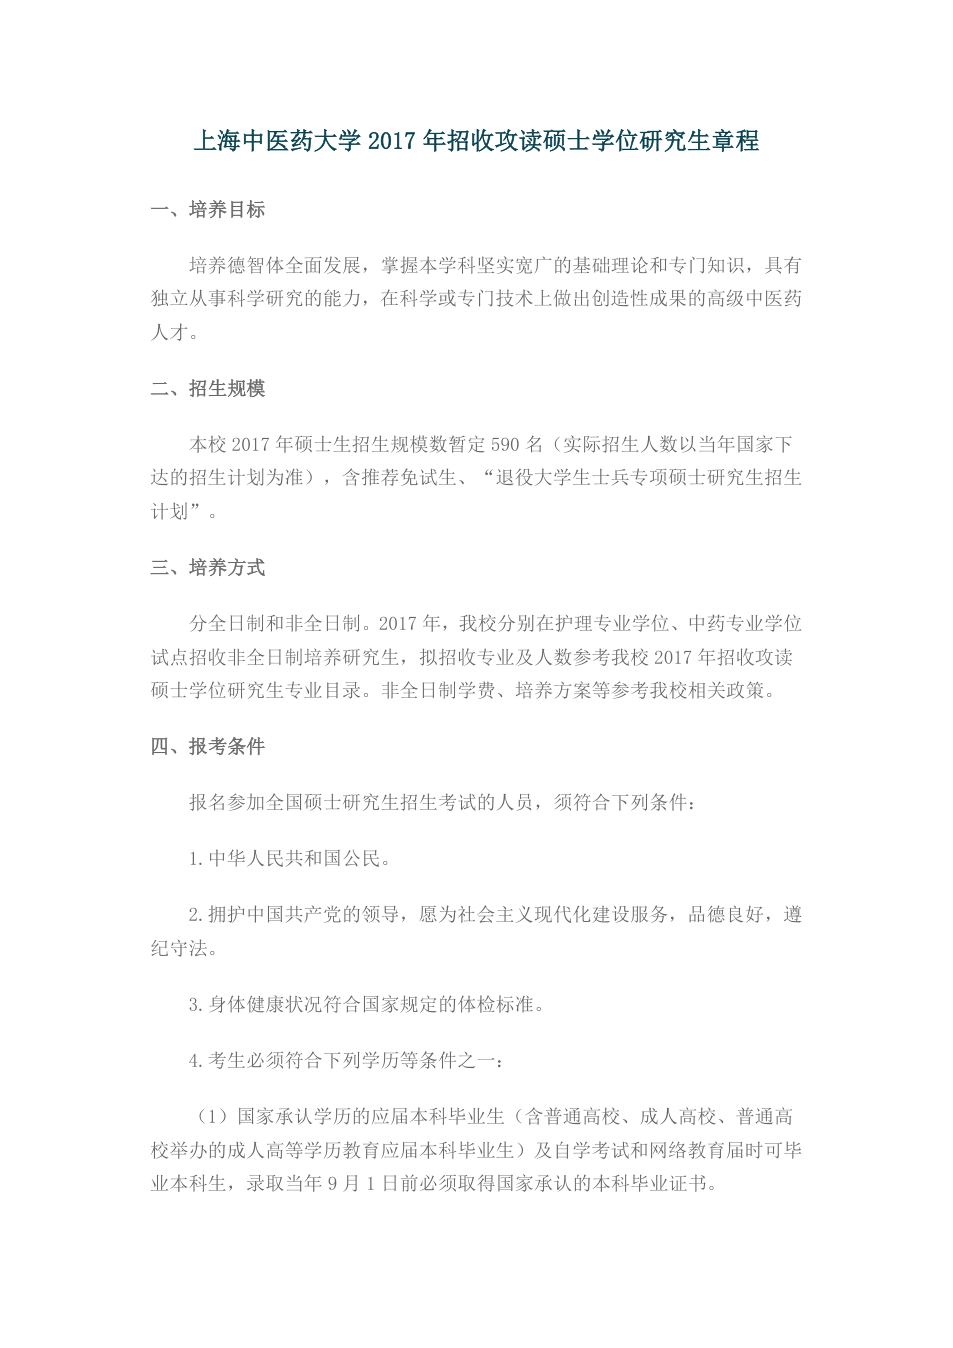 上海中医药大学 2017 年招收攻读硕士学位研究生章程
一、培养目标
培养德智体全面发展，掌握本学科坚实宽广的基础理论和专门知识，具有
独立从事科学研究的能力，在科学或专门技术上做出创造性成果的高级中医药
人才。
二、招生规模
本校 2017 年硕士生招生规模数暂定 590 名（实际招生人数以当年国家下
达的招生计划为准），含推荐免试生、“退役大学生士兵专项硕士研究生招生
计划”。
三、培养方式
分全日制和非全日制。2017 年，我校分别在护理专业学位、中药专业学位
试点招收非全日制培养研究生，拟招收专业及人数参考我校 2017 年招收攻读
硕士学位研究生专业目录。非全日制学费、培养方案等参考我校相关政策。
四、报考条件
报名参加全国硕士研究生招生考试的人员，须符合下列条件：
1.中华人民共和国公民。
2.拥护中国共产党的领导，愿为社会主义现代化建设服务，品德良好，遵
纪守法。
3.身体健康状况符合国家规定的体检标准。
4.考生必须符合下列学历等条件之一：
（1）国家承认学历的应届本科毕业生（含普通高校、成人高校、普通高
校举办的成人高等学历教育应届本科毕业生）及自学考试和网络教育届时可毕
业本科生，录取当年 9 月 1 日前必须取得国家承认的本科毕业证书。